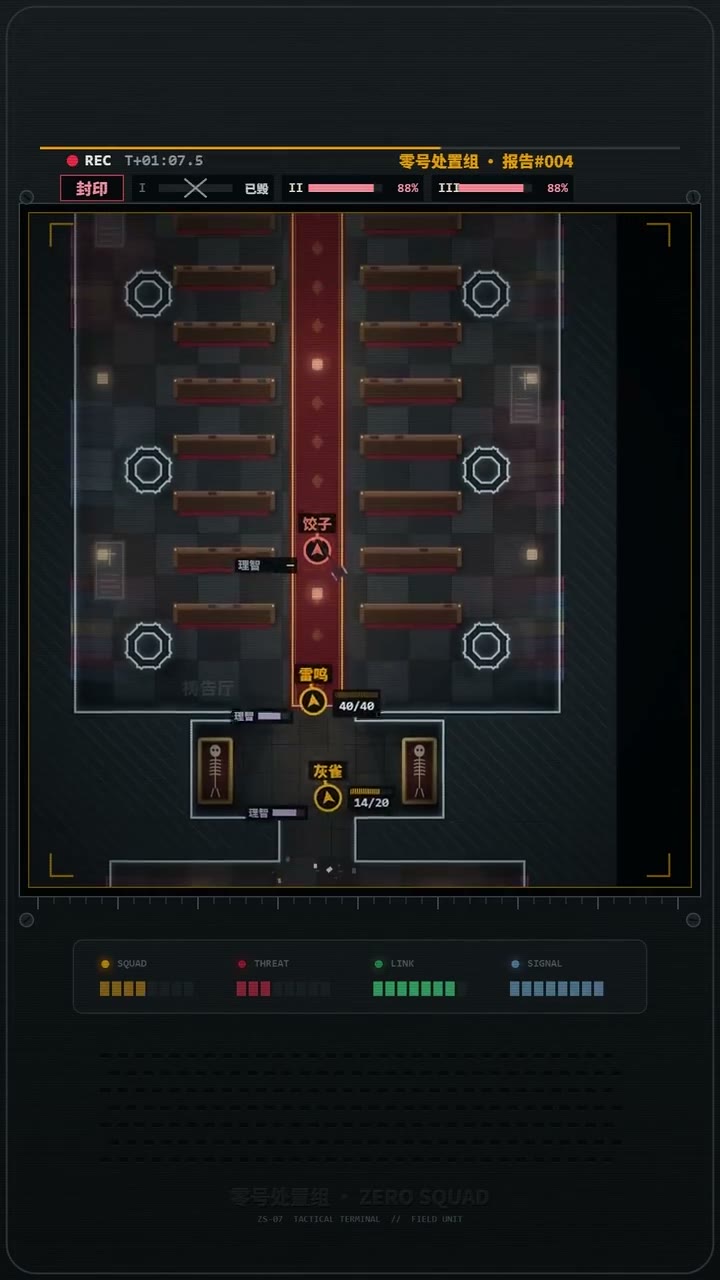 REC T+01:07.5 零号处置组 · 报告#004
封印 I 已毁 II 88% III 88%
饺子
理智
祷告厅
雷鸣
40/40
理智
灰雀
14/20
理智
SQUAD THREAT LINK SIGNAL
零号处置组 · ZERO SQUAD
ZS-07 TACTICAL TERMINAL // FIELD UNIT